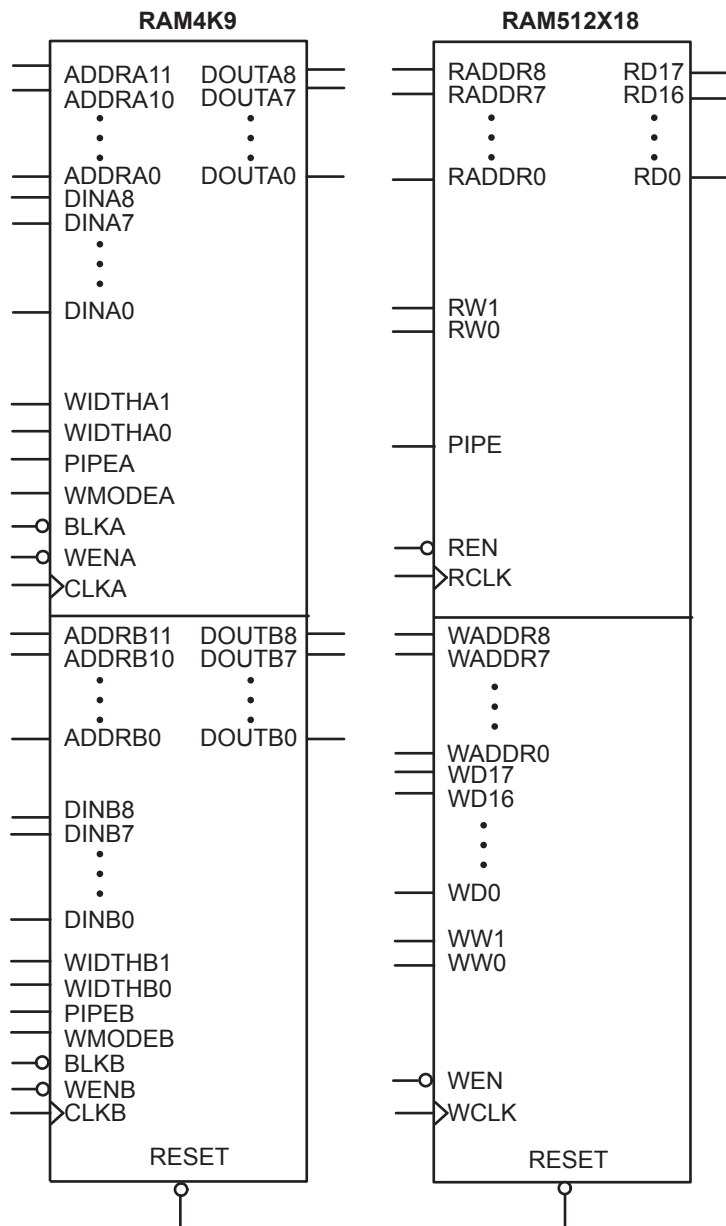 RAM4K9
ADDRA11 DOUTA8
ADDRA10 DOUTA7
ADDRA0 DOUTA0
DINA8
DINA7
DINA0
WIDTHA1
WIDTHA0
PIPEA
WMODEA
BLKA
WENA
CLKA
ADDRB11 DOUTB8
ADDRB10 DOUTB7
ADDRB0 DOUTB0
DINB8
DINB7
DINB0
WIDTHB1
WIDTHB0
PIPEB
WMODEB
BLKB
WENB
CLKB
RESET
RAM512X18
RADDR8 RD17
RADDR7 RD16
RADDR0 RD0
RW1
RW0
PIPE
REN
RCLK
WADDR8
WADDR7
WADDR0
WD17
WD16
WD0
WW1
WW0
WEN
WCLK
RESET